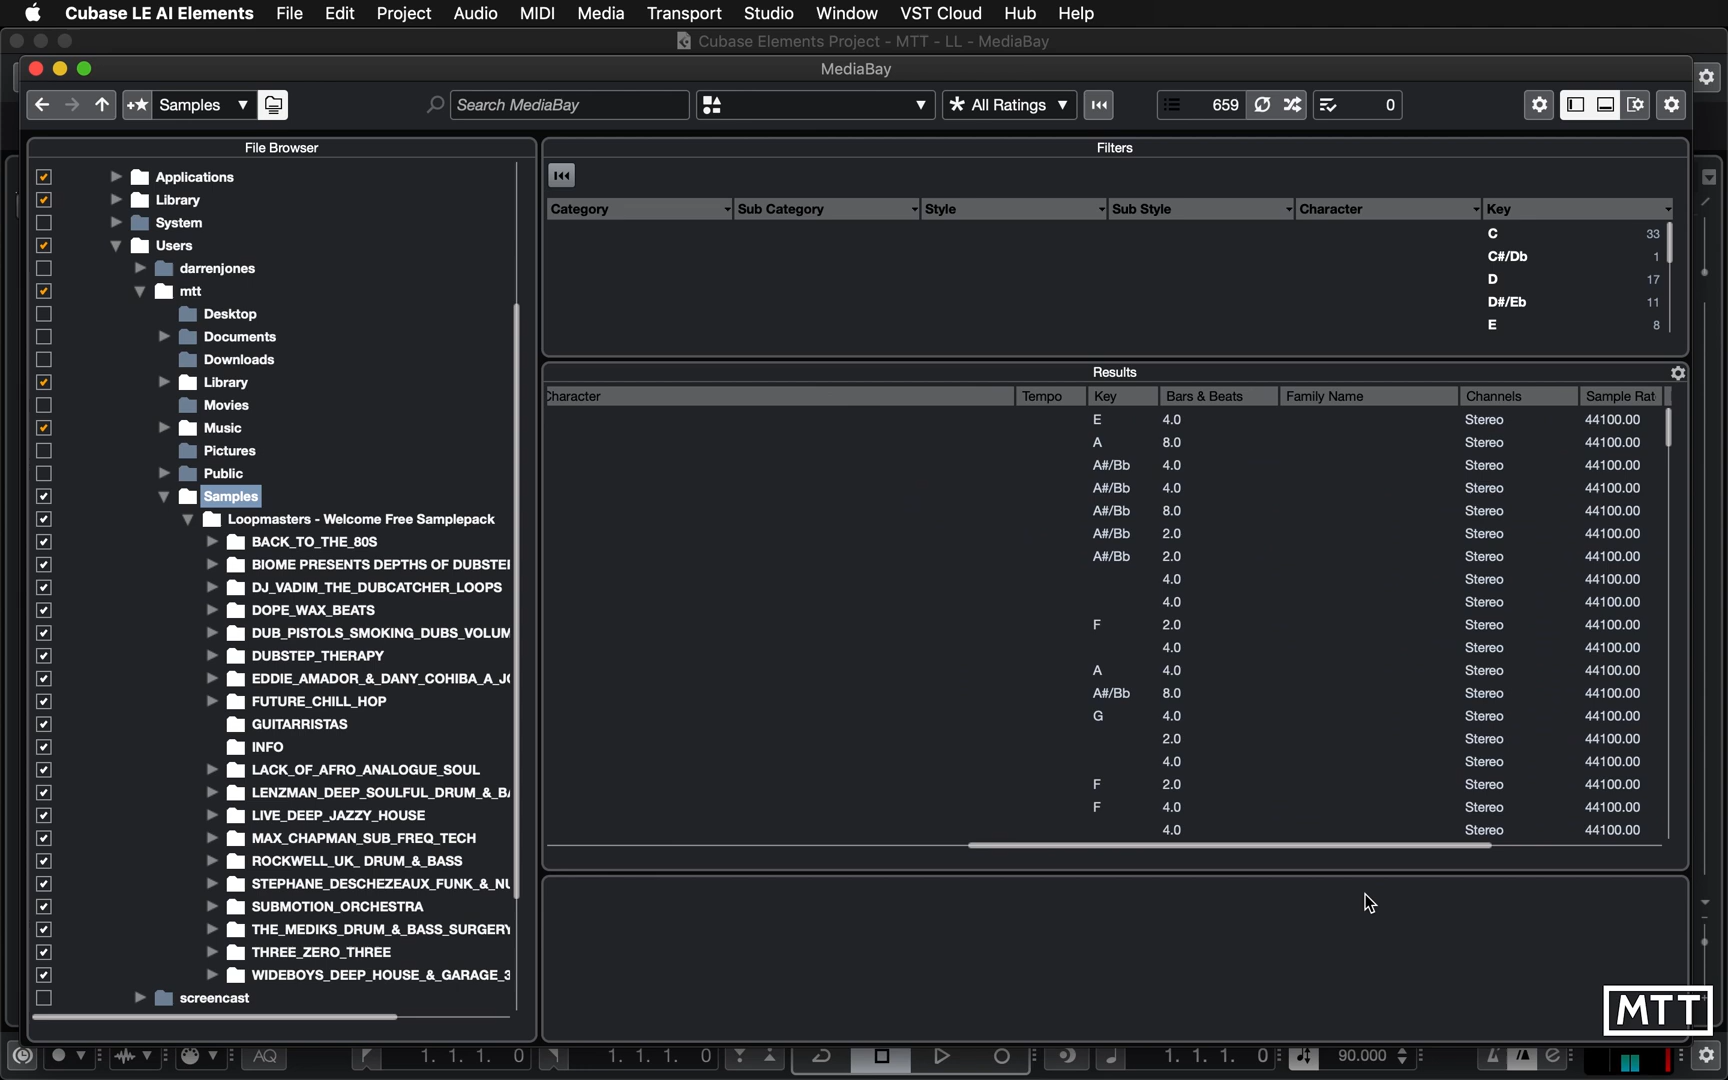 Cubase LE AI Elements File Edit Project Audio MIDI Media Transport Studio Window VST Cloud Hub Help
Cubase Elements Project - MTT - LL - MediaBay
MediaBay
Samples Search MediaBay All Ratings 659 0
File Browser
Applications
Library
System
Users
darrenjones
mtt
Desktop
Documents
Downloads
Library
Movies
Music
Pictures
Public
Samples
Loopmasters - Welcome Free Samplepack
BACK_TO_THE_80S
BIOME PRESENTS DEPTHS OF DUBSTEP
DJ_VADIM_THE_DUBCATCHER_LOOPS
DOPE_WAX_BEATS
DUB_PISTOLS_SMOKING_DUBS_VOLUM
DUBSTEP_THERAPY
EDDIE_AMADOR_&_DANY_COHIBA_A_JO
FUTURE_CHILL_HOP
GUITARRISTAS
INFO
LACK_OF_AFRO_ANALOGUE_SOUL
LENZMAN_DEEP_SOULFUL_DRUM_&_BA
LIVE_DEEP_JAZZY_HOUSE
MAX_CHAPMAN_SUB_FREQ_TECH
ROCKWELL_UK_ DRUM_&_BASS
STEPHANE_DESCHEZEAUX_FUNK_&_NU
SUBMOTION_ORCHESTRA
THE_MEDIKS_DRUM_&_BASS_SURGERY
THREE_ZERO_THREE
WIDEBOYS_DEEP_HOUSE_&_GARAGE_3
screencast
Filters
Category Sub Category Style Sub Style Character Key
C 33
C#/Db 1
D 17
D#/Eb 11
E 8
Results
Character Tempo Key Bars & Beats Family Name Channels Sample Rat
E 4.0 Stereo 44100.00
A 8.0 Stereo 44100.00
A#/Bb 4.0 Stereo 44100.00
A#/Bb 4.0 Stereo 44100.00
A#/Bb 8.0 Stereo 44100.00
A#/Bb 2.0 Stereo 44100.00
A#/Bb 2.0 Stereo 44100.00
4.0 Stereo 44100.00
4.0 Stereo 44100.00
F 2.0 Stereo 44100.00
4.0 Stereo 44100.00
A 4.0 Stereo 44100.00
A#/Bb 8.0 Stereo 44100.00
G 4.0 Stereo 44100.00
2.0 Stereo 44100.00
4.0 Stereo 44100.00
F 2.0 Stereo 44100.00
F 4.0 Stereo 44100.00
4.0 Stereo 44100.00
MTT
AQ 1. 1. 1. 0 1. 1. 1. 0 1. 1. 1. 0 90.000